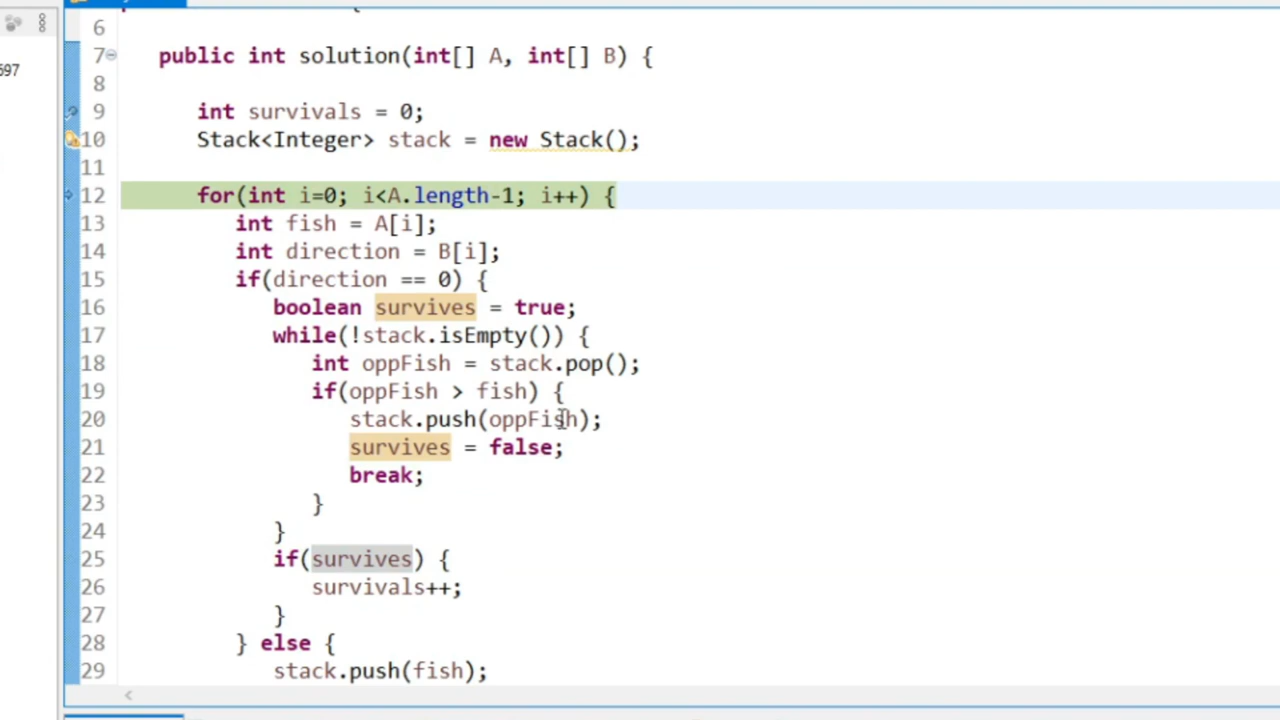 6
7 public int solution(int[] A, int[] B) {
8
9 int survivals = 0;
10 Stack<Integer> stack = new Stack();
11
12 for(int i=0; i<A.length-1; i++) {
13 int fish = A[i];
14 int direction = B[i];
15 if(direction == 0) {
16 boolean survives = true;
17 while(!stack.isEmpty()) {
18 int oppFish = stack.pop();
19 if(oppFish > fish) {
20 stack.push(oppFish);
21 survives = false;
22 break;
23 }
24 }
25 if(survives) {
26 survivals++;
27 }
28 } else {
29 stack.push(fish);